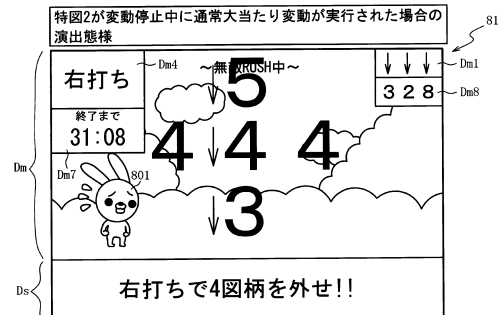 特図2が変動停止中に通常大当たり変動が実行された場合の
演出態様
81
右打ち
Dm4
～無敵RUSH中～
5
↓
↓ ↓ ↓
Dm1
3 2 8
Dm8
終了まで
31:08
Dm7
4 ↓ 4 4
Dm
801
↓ 3
Ds
右打ちで4図柄を外せ!!